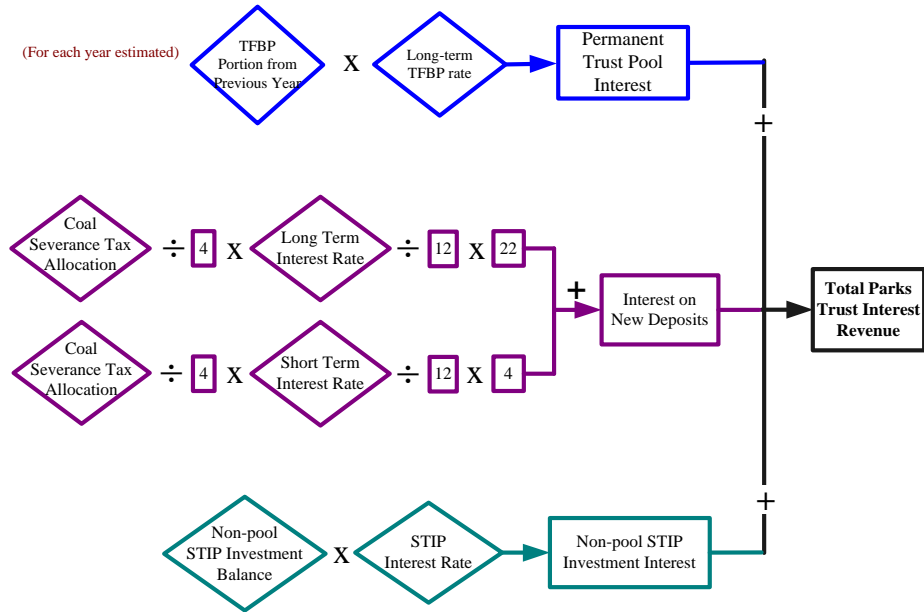 (For each year estimated)
TFBP
Portion from
Previous Year
X
Long-term
TFBP rate
Permanent
Trust Pool
Interest
+
Coal
Severance Tax
Allocation
÷
4
X
Long Term
Interest Rate
÷
12
X
22
+
Interest on
New Deposits
Total Parks
Trust Interest
Revenue
Coal
Severance Tax
Allocation
÷
4
X
Short Term
Interest Rate
÷
12
X
4
+
Non-pool
STIP Investment
Balance
X
STIP
Interest Rate
Non-pool STIP
Investment Interest